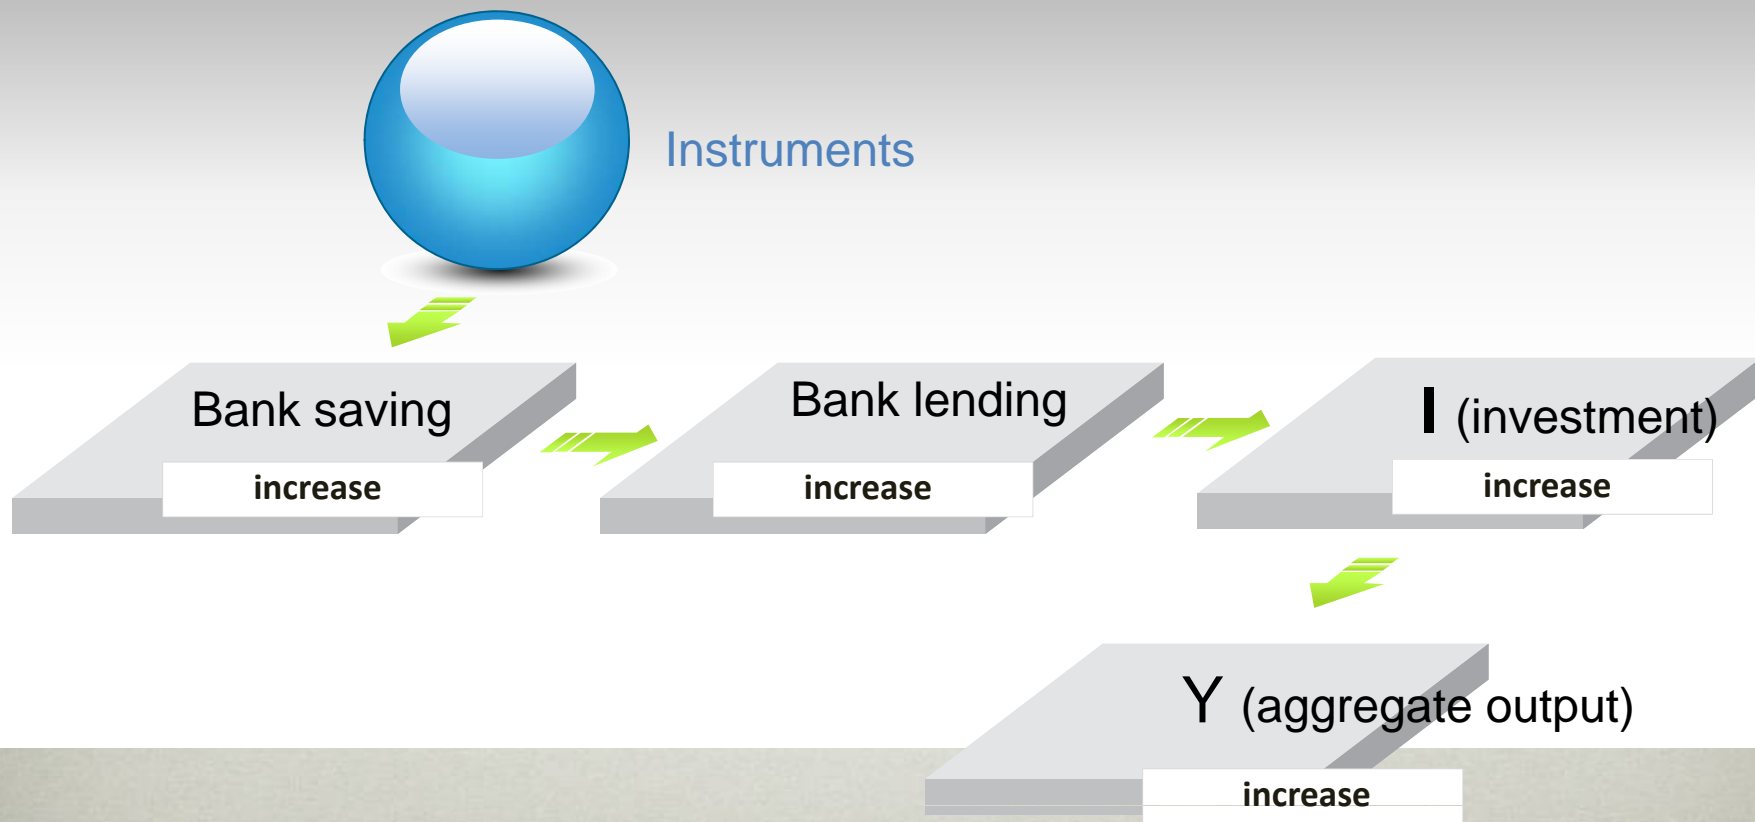 Instruments
Bank saving
increase
Bank lending
increase
I (investment)
increase
Y (aggregate output)
increase